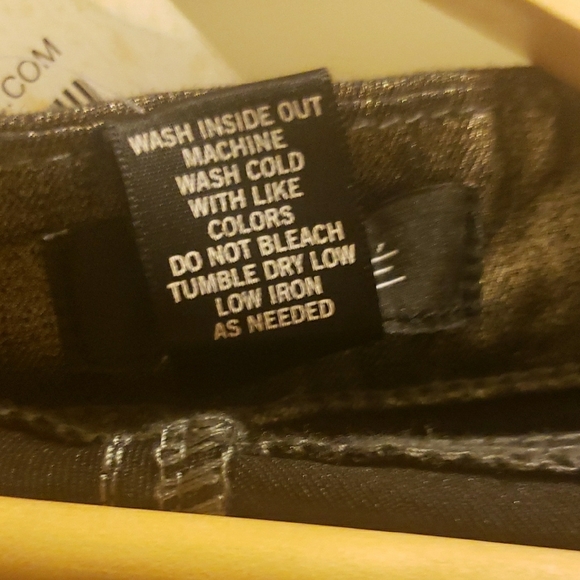 .COM
WASH INSIDE OUT
MACHINE
WASH COLD
WITH LIKE
COLORS
DO NOT BLEACH
TUMBLE DRY LOW
LOW IRON
AS NEEDED